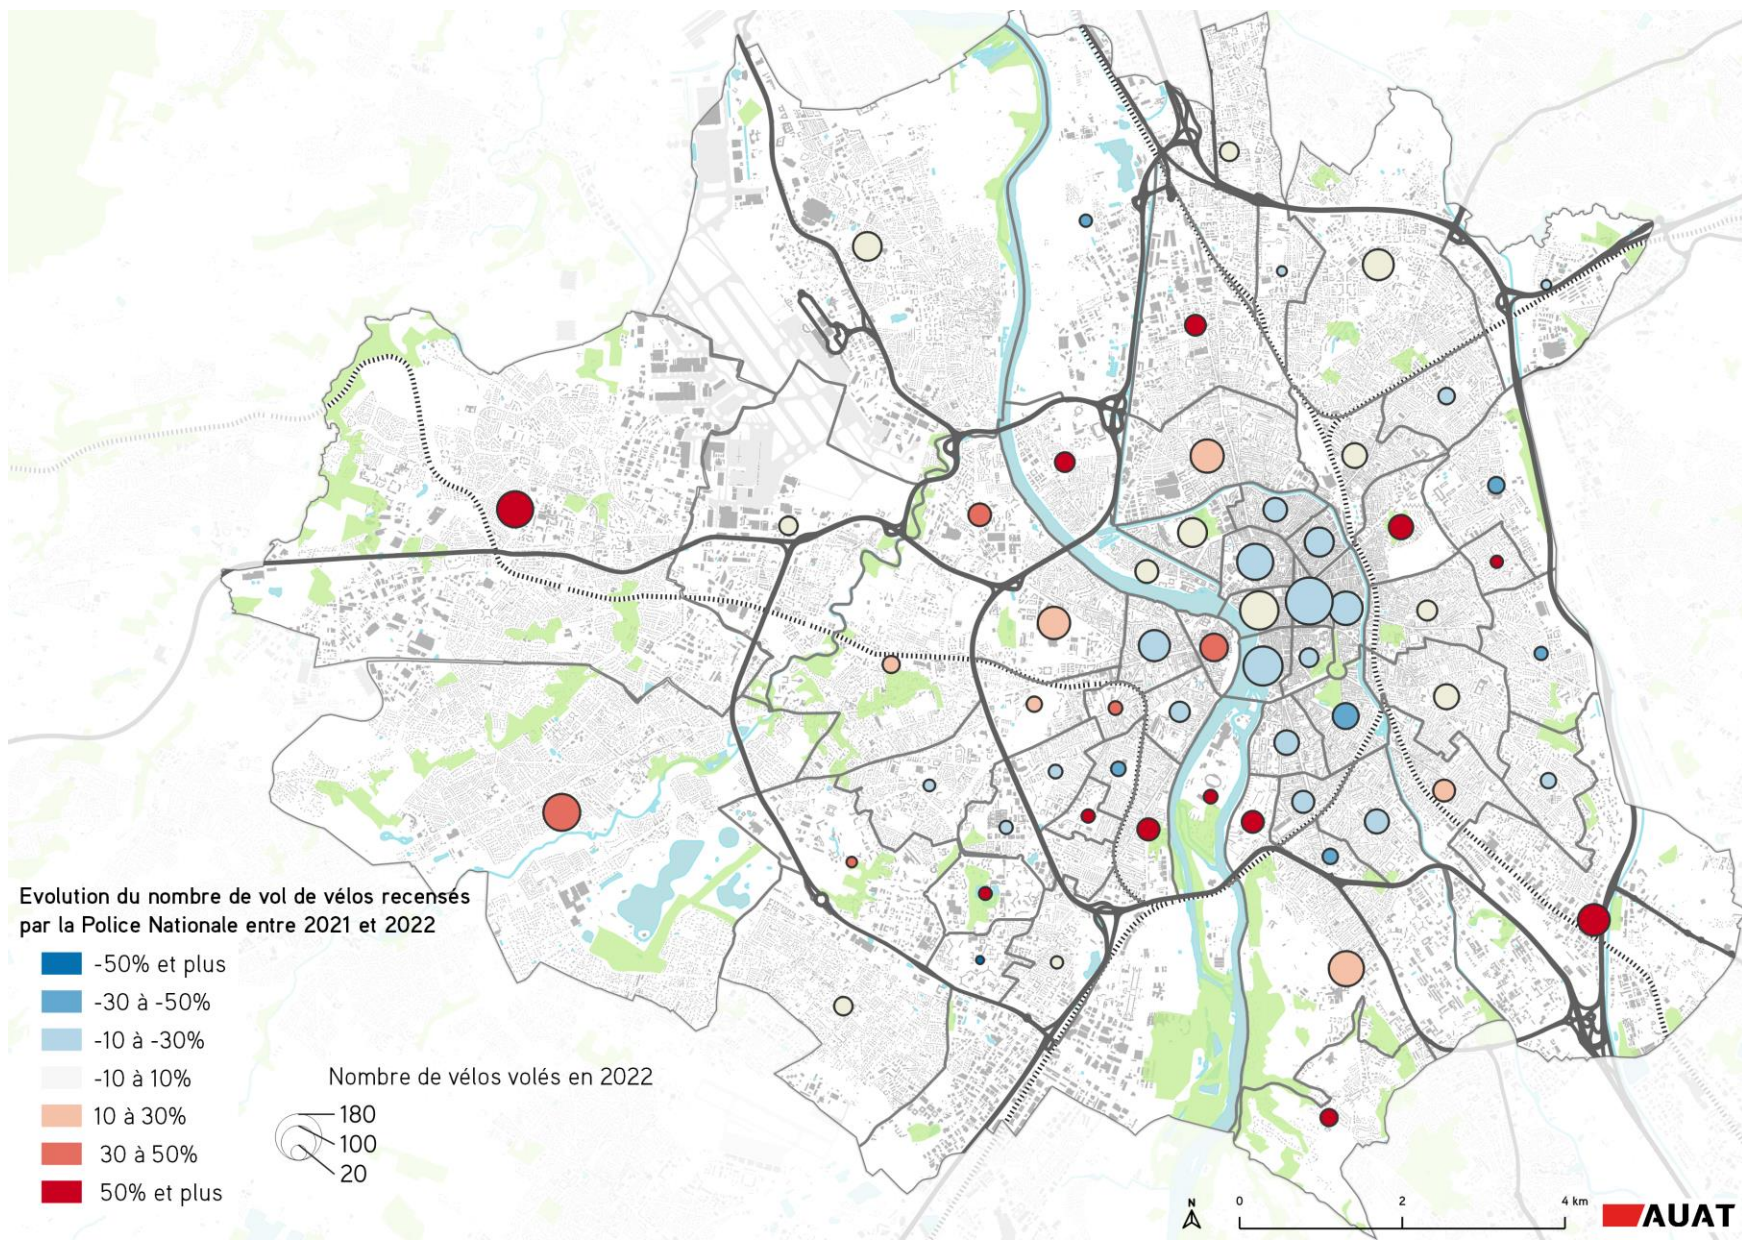 Evolution du nombre de vol de vélos recensés
par la Police Nationale entre 2021 et 2022
-50% et plus
-30 à -50%
-10 à -30%
-10 à 10%
10 à 30%
30 à 50%
50% et plus
Nombre de vélos volés en 2022
180
100
20
N
0 2 4 km
AUAT